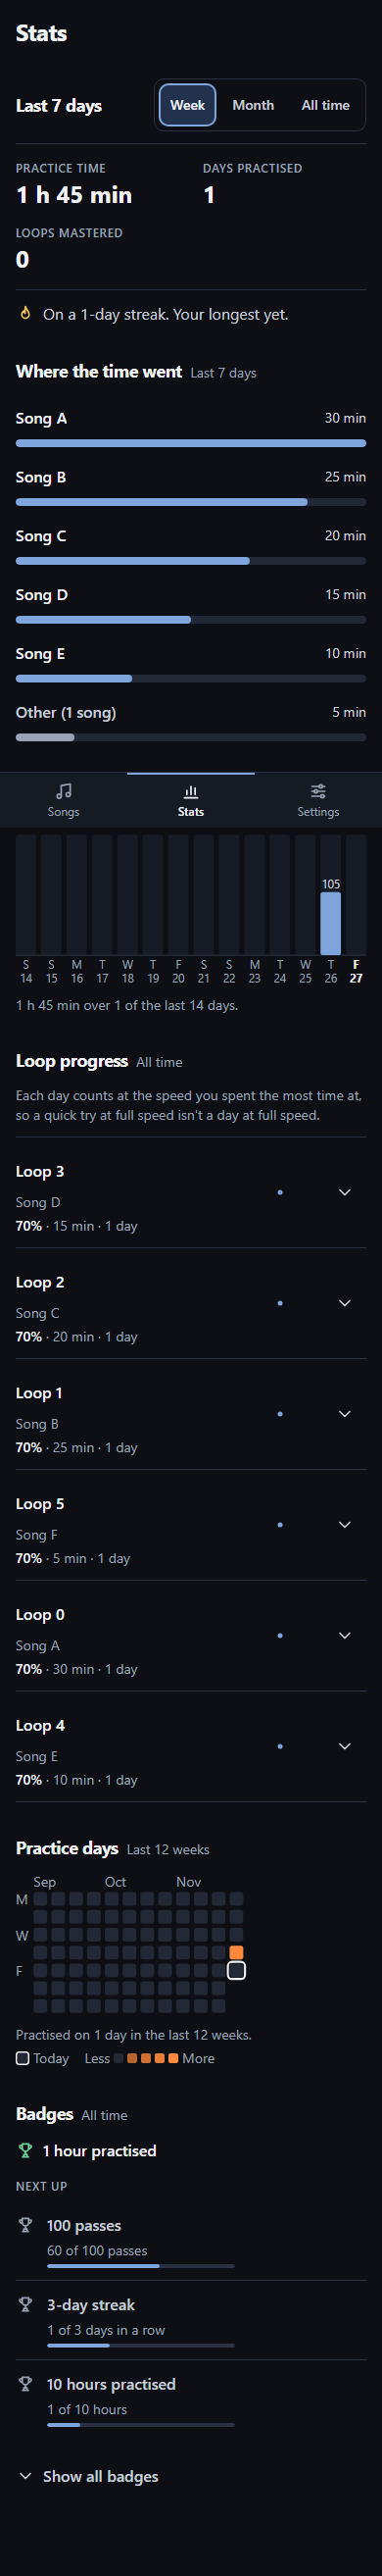 Stats
Last 7 days
Week Month All time
PRACTICE TIME DAYS PRACTISED
1 h 45 min 1
LOOPS MASTERED
0
On a 1-day streak. Your longest yet.
Where the time went Last 7 days
Song A 30 min
Song B 25 min
Song C 20 min
Song D 15 min
Song E 10 min
Other (1 song) 5 min
Songs Stats Settings
105
S S M T W T F S S M T W T F
14 15 16 17 18 19 20 21 22 23 24 25 26 27
1 h 45 min over 1 of the last 14 days.
Loop progress All time
Each day counts at the speed you spent the most time at,
so a quick try at full speed isn't a day at full speed.
Loop 3
Song D
70% · 15 min · 1 day
Loop 2
Song C
70% · 20 min · 1 day
Loop 1
Song B
70% · 25 min · 1 day
Loop 5
Song F
70% · 5 min · 1 day
Loop 0
Song A
70% · 30 min · 1 day
Loop 4
Song E
70% · 10 min · 1 day
Practice days Last 12 weeks
Sep Oct Nov
M
W
F
Practised on 1 day in the last 12 weeks.
Today Less More
Badges All time
1 hour practised
NEXT UP
100 passes
60 of 100 passes
3-day streak
1 of 3 days in a row
10 hours practised
1 of 10 hours
Show all badges